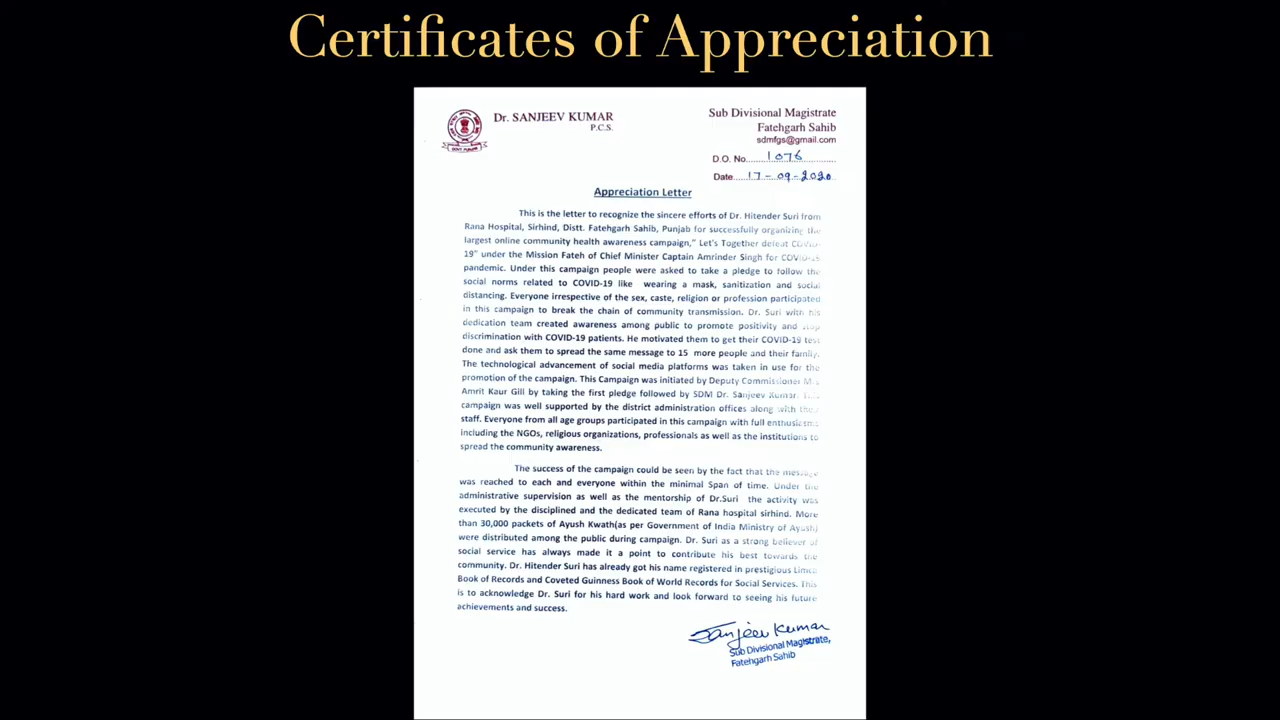 Certificates of Appreciation
Dr. SANJEEV KUMAR
P.C.S.
Sub Divisional Magistrate
Fatehgarh Sahib
sdmfgs@gmail.com
D.O. No. 1076
Date 17-09-2020
Appreciation Letter
This is the letter to recognize the sincere efforts of Dr. Hitender Suri from
Rana Hospital, Sirhind, Distt. Fatehgarh Sahib, Punjab for successfully organizing the
largest online community health awareness campaign," Let's Together defeat COVID-
19" under the Mission Fateh of Chief Minister Captain Amrinder Singh for COVID-19
pandemic. Under this campaign people were asked to take a pledge to follow the
social norms related to COVID-19 like wearing a mask, sanitization and social
distancing. Everyone irrespective of the sex, caste, religion or profession participated
in this campaign to break the chain of community transmission. Dr. Suri with his
dedication team created awareness among public to promote positivity and stop
discrimination with COVID-19 patients. He motivated them to get their COVID-19 test
done and ask them to spread the same message to 15 more people and their family.
The technological advancement of social media platforms was taken in use for the
promotion of the campaign. This Campaign was initiated by Deputy Commissioner
Amrit Kaur Gill by taking the first pledge followed by SDM Dr. Sanjeev Kumar. This
campaign was well supported by the district administration offices along with their
staff. Everyone from all age groups participated in this campaign with full enthusiasm
including the NGOs, religious organizations, professionals as well as the institutions to
spread the community awareness.
The success of the campaign could be seen by the fact that the message
was reached to each and everyone within the minimal Span of time. Under the
administrative supervision as well as the mentorship of Dr.Suri the activity was
executed by the disciplined and the dedicated team of Rana hospital sirhind. More
than 30,000 packets of Ayush Kwath(as per Government of India Ministry of Ayush)
were distributed among the public during campaign. Dr. Suri as a strong believer of
social service has always made it a point to contribute his best towards the
community. Dr. Hitender Suri has already got his name registered in prestigious Limca
Book of Records and Coveted Guinness Book of World Records for Social Services. This
is to acknowledge Dr. Suri for his hard work and look forward to seeing his future
achievements and success.
Sanjeev Kumar
Sub Divisional Magistrate,
Fatehgarh Sahib